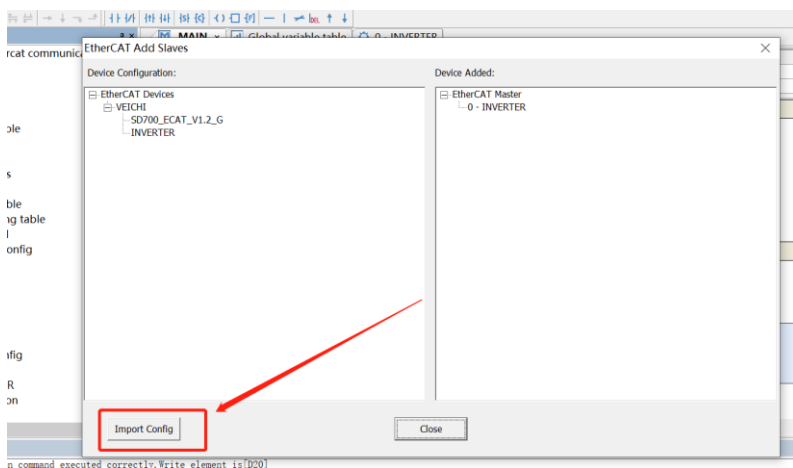 MAIN × Global variable table 0 - INVERTER
EtherCAT Add Slaves
Device Configuration:
Device Added:
EtherCAT Devices
VEICHI
SD700_ECAT_V1.2_G
INVERTER
EtherCAT Master
0 - INVERTER
rcat communica
ble
s
ble
ng table
onfig
nfig
R
on
Import Config
Close
n command executed correctly.Write element is[D20]